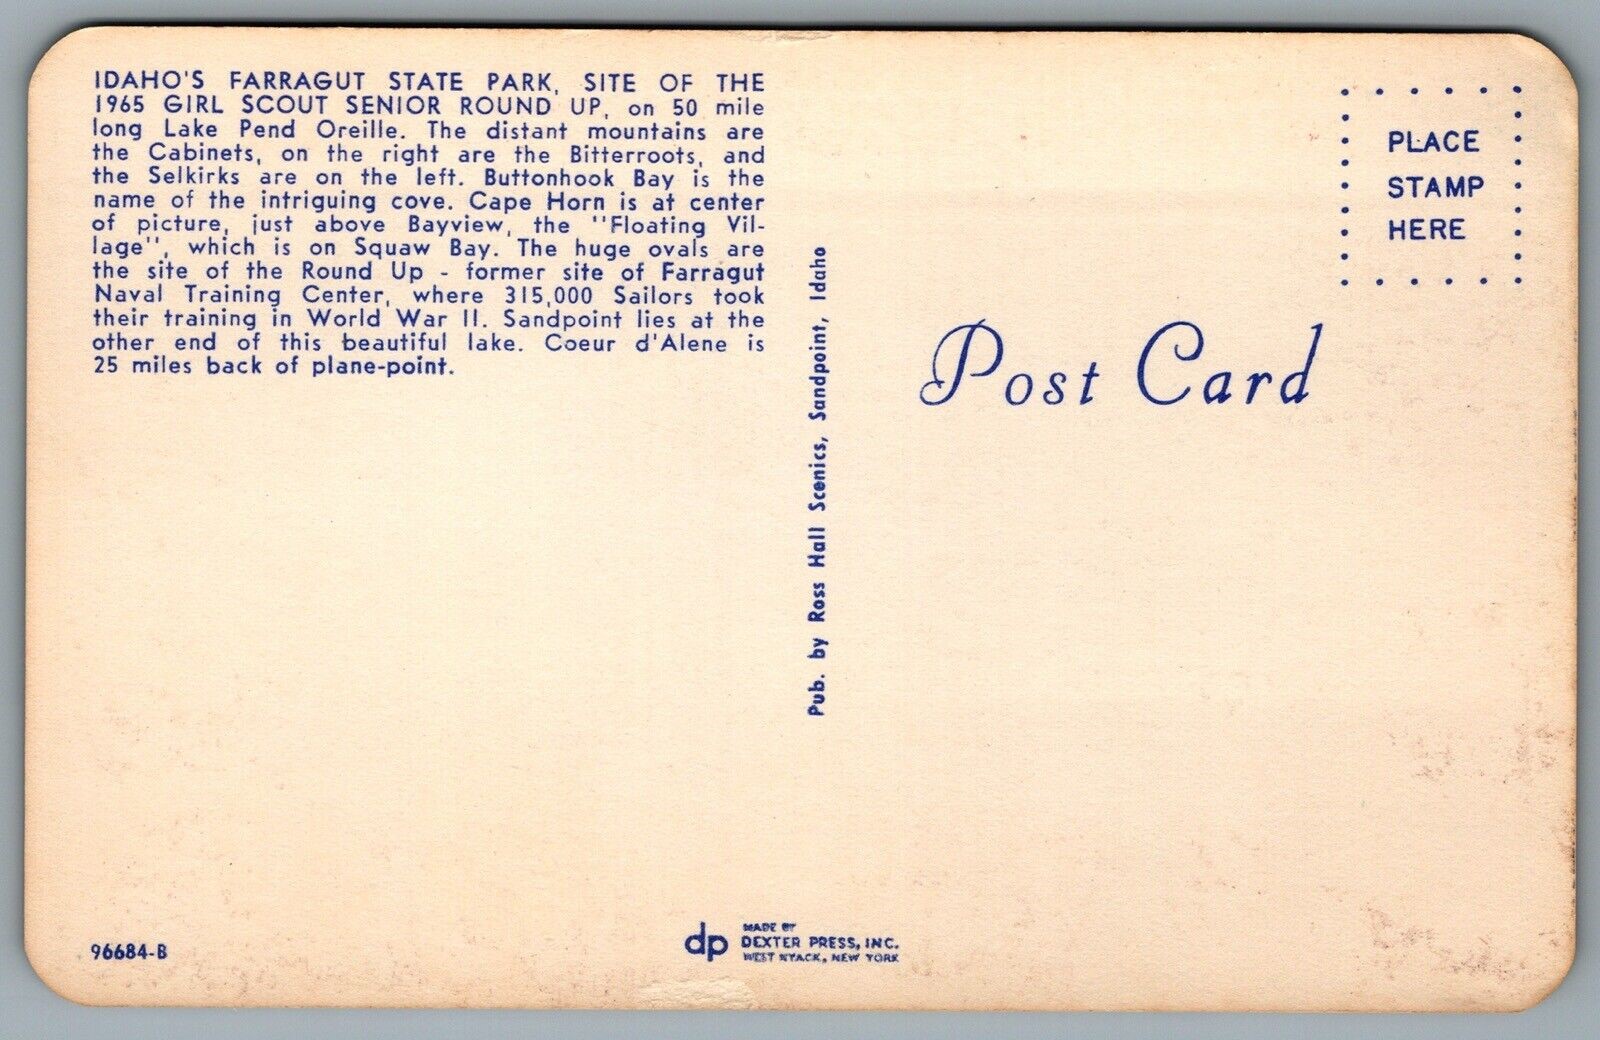 IDAHO'S FARRAGUT STATE PARK, SITE OF THE
1965 GIRL SCOUT SENIOR ROUND UP, on 50 mile
long Lake Pend Oreille. The distant mountains are
the Cabinets, on the right are the Bitterroots, and
the Selkirks are on the left. Buttonhook Bay is the
name of the intriguing cove. Cape Horn is at center
of picture, just above Bayview, the "Floating Vil-
lage", which is on Squaw Bay. The huge ovals are
the site of the Round Up - former site of Farragut
Naval Training Center, where 315,000 Sailors took
their training in World War II. Sandpoint lies at the
other end of this beautiful lake. Coeur d'Alene is
25 miles back of plane-point.
Pub. by Ross Hall Scenics, Sandpoint, Idaho
PLACE
STAMP
HERE
Post Card
96684-B
dp
MADE BY
DEXTER PRESS, INC.
WEST NYACK, NEW YORK